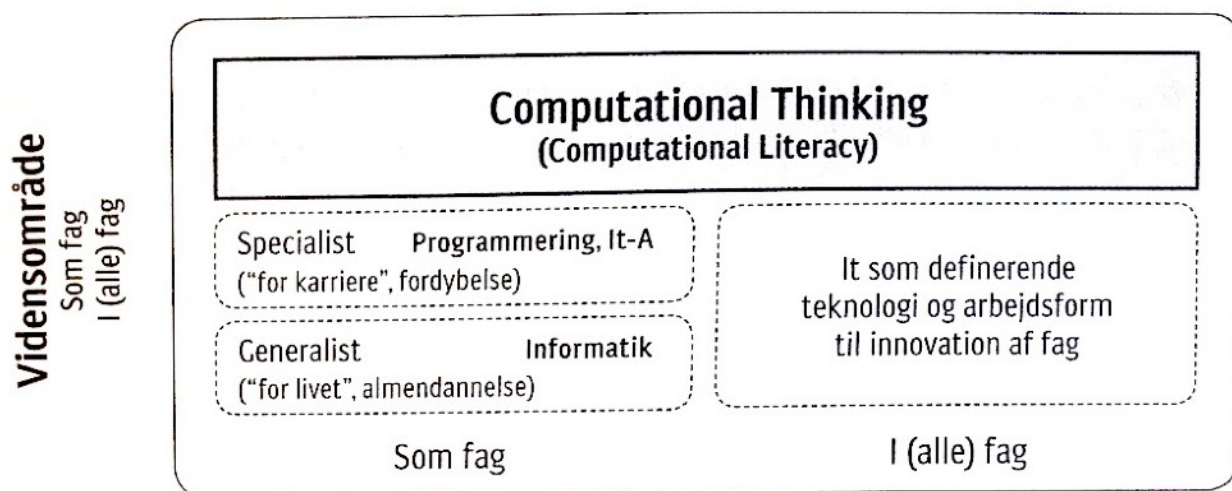 Vidensområde
Som fag
I (alle) fag
Computational Thinking
(Computational Literacy)
Specialist Programmering, It-A
("for karriere", fordybelse)
Generalist Informatik
("for livet", almendannelse)
Som fag
It som definerende
teknologi og arbejdsform
til innovation af fag
I (alle) fag